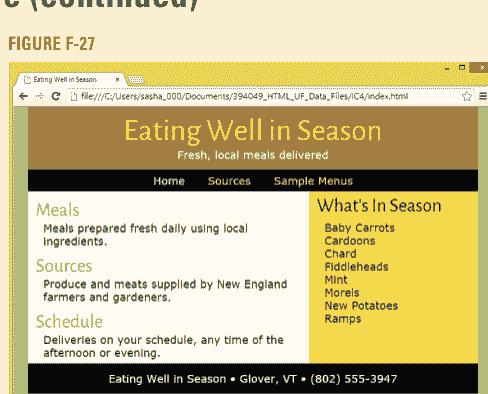 e (continued)
FIGURE F-27
Eating Well in Season
file:///C:/Users/sasha_000/Documents/394049_HTML_UF_Data_Files/IC4/index.html
Eating Well in Season
Fresh, local meals delivered
Home Sources Sample Menus
Meals
Meals prepared fresh daily using local
ingredients.
Sources
Produce and meats supplied by New England
farmers and gardeners.
Schedule
Deliveries on your schedule, any time of the
afternoon or evening.
What's In Season
Baby Carrots
Cardoons
Chard
Fiddleheads
Mint
Morels
New Potatoes
Ramps
Eating Well in Season • Glover, VT • (802) 555-3947